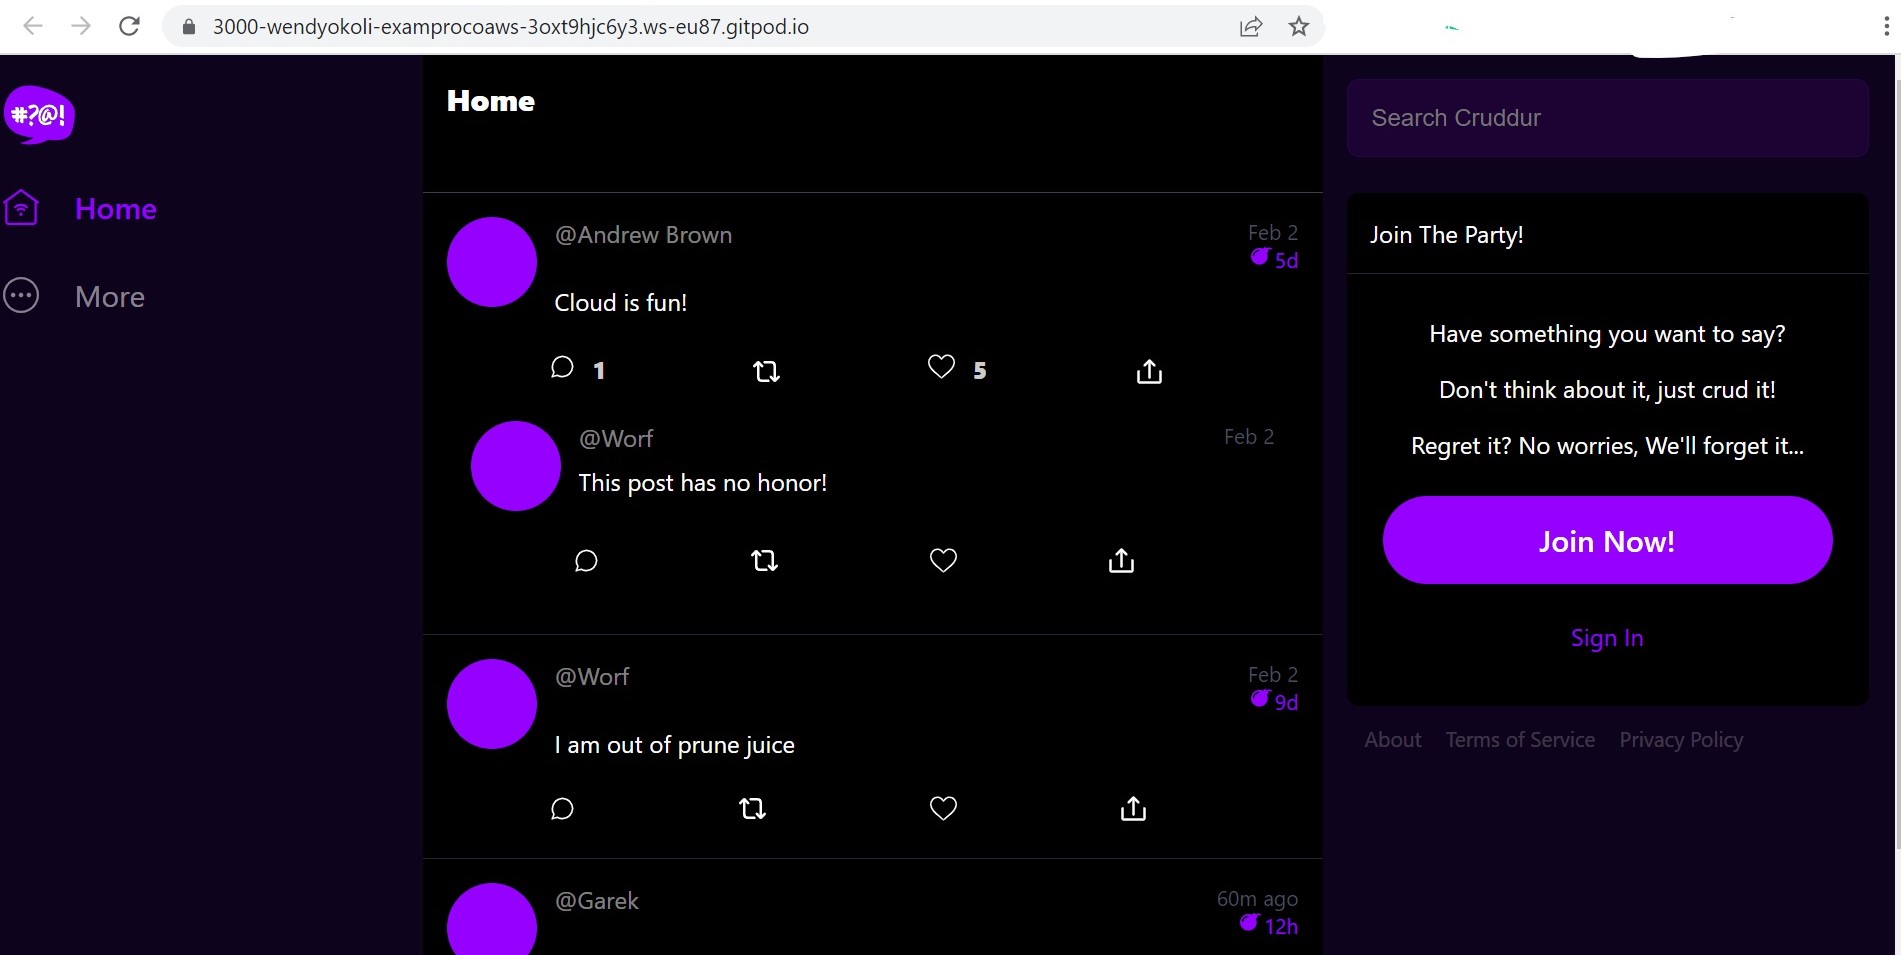 3000-wendyokoli-examprocoaws-3oxt9hjc6y3.ws-eu87.gitpod.io
#?@!
Home
More
Home
@Andrew Brown
Feb 2
5d
Cloud is fun!
1
5
@Worf
Feb 2
This post has no honor!
@Worf
Feb 2
9d
I am out of prune juice
@Garek
60m ago
12h
Search Cruddur
Join The Party!
Have something you want to say?
Don't think about it, just crud it!
Regret it? No worries, We'll forget it...
Join Now!
Sign In
About Terms of Service Privacy Policy